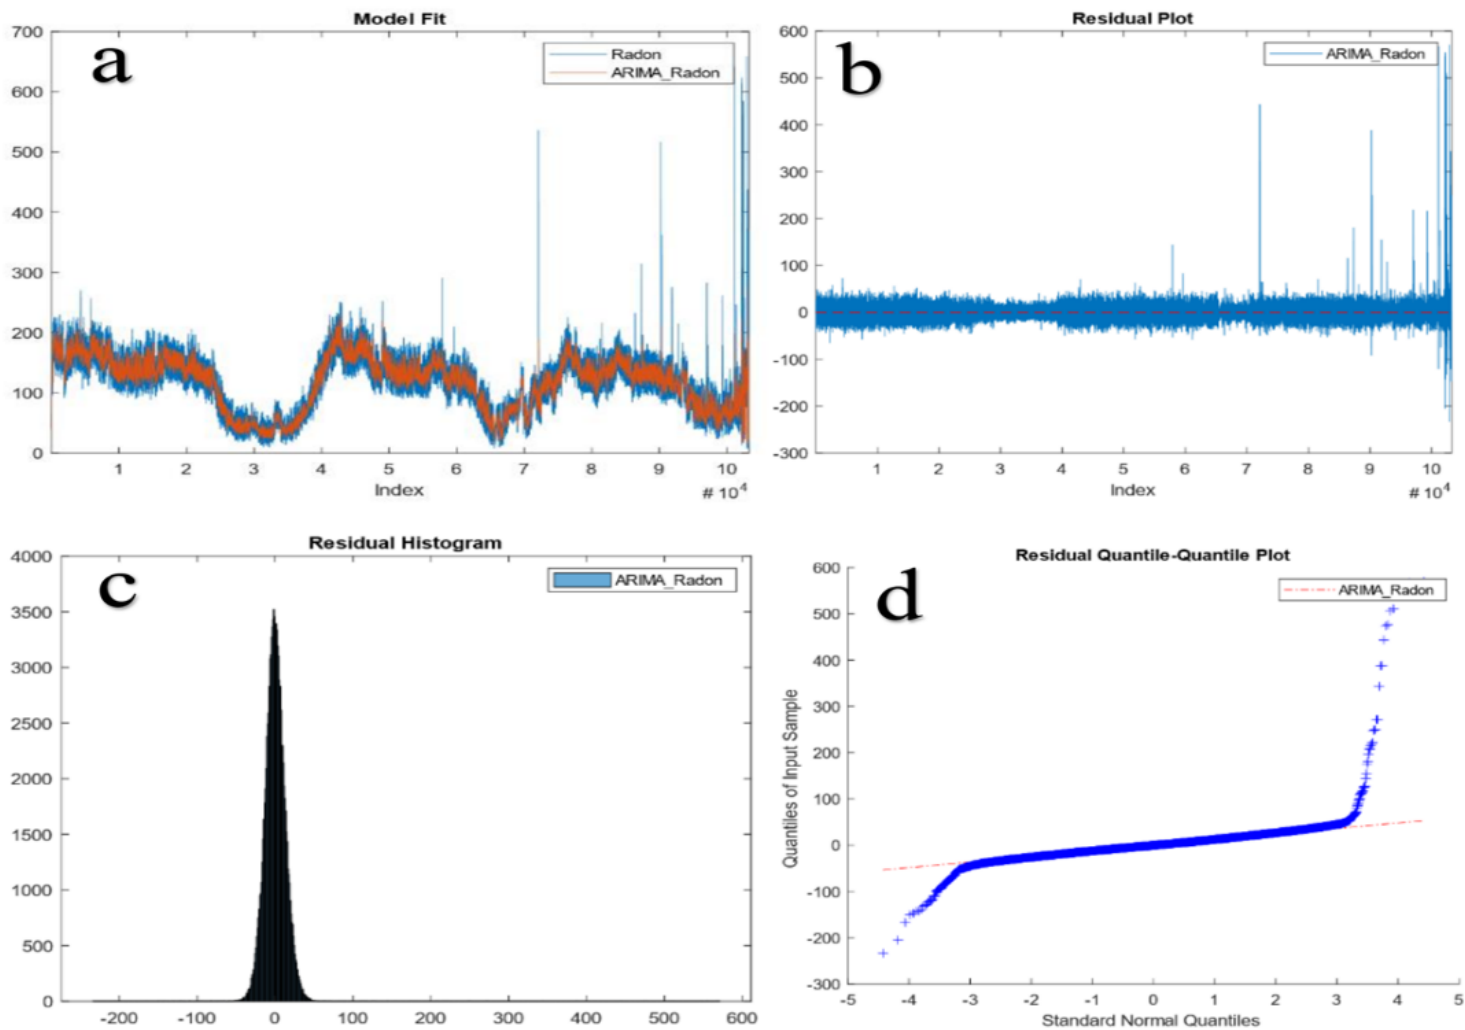 Model Fit
a
Radon
ARIMA_Radon
700
600
500
400
300
200
100
0
1 2 3 4 5 6 7 8 9 10
Index
# 10^4
Residual Plot
b
ARIMA_Radon
600
500
400
300
200
100
0
-100
-200
-300
1 2 3 4 5 6 7 8 9 10
Index
# 10^4
Residual Histogram
c
ARIMA_Radon
4000
3500
3000
2500
2000
1500
1000
500
0
-200 -100 0 100 200 300 400 500 600
Residual Quantile-Quantile Plot
d
ARIMA_Radon
Quantiles of Input Sample
600
500
400
300
200
100
0
-100
-200
-300
-5 -4 -3 -2 -1 0 1 2 3 4 5
Standard Normal Quantiles